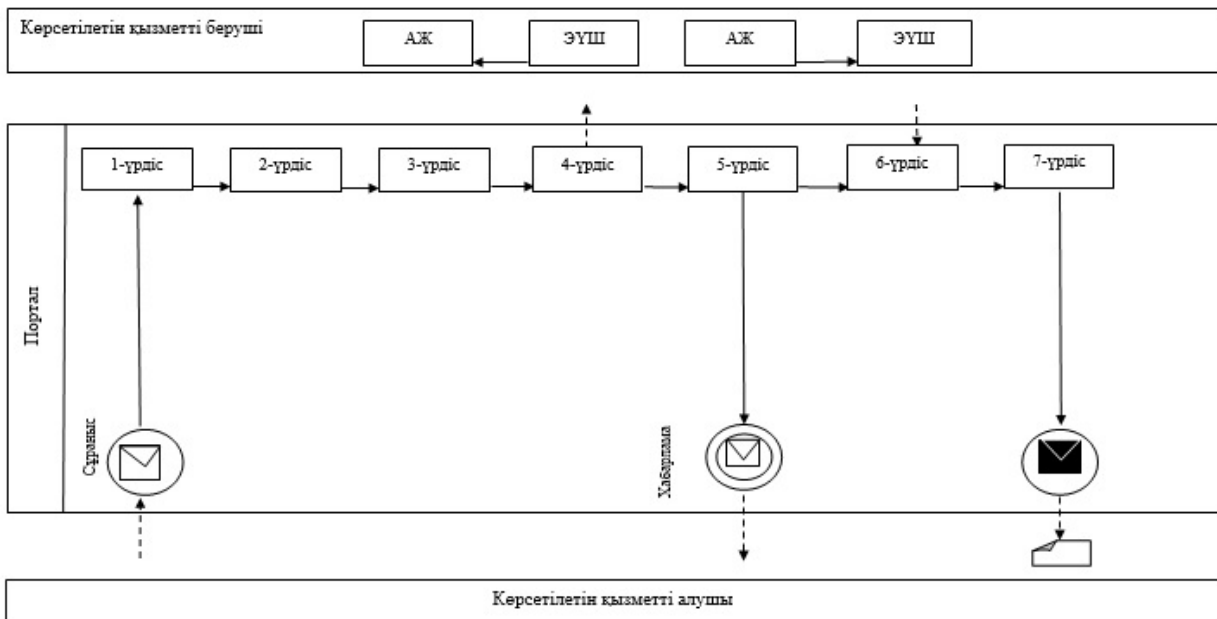 Көрсетілетін қызметті беруші
АЖ
ЭҮШ
АЖ
ЭҮШ
Портал
1-үрдіс
2-үрдіс
3-үрдіс
4-үрдіс
5-үрдіс
6-үрдіс
7-үрдіс
Сұраныс
Хабарлама
Көрсетілетін қызметті алушы